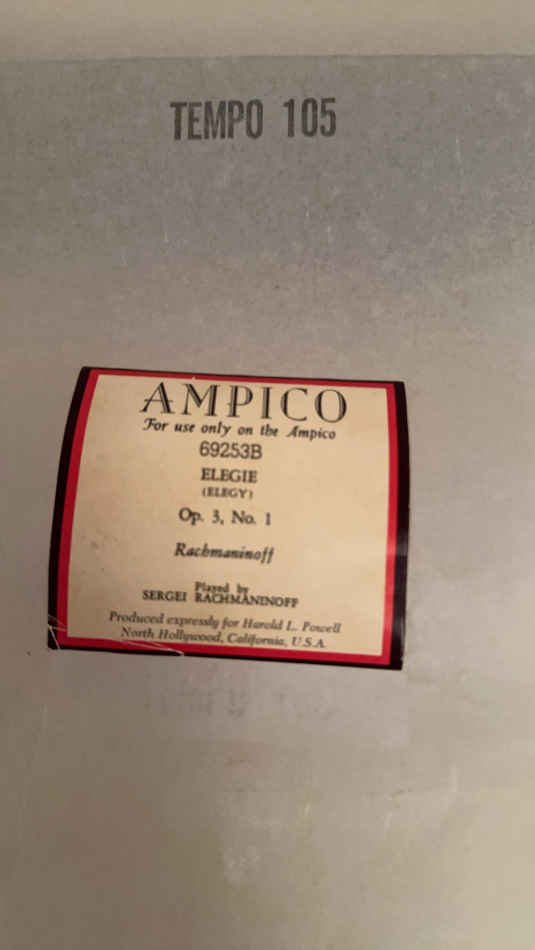 TEMPO 105
AMPICO
For use only on the Ampico
69253B
ELEGIE
(ELEGY)
Op. 3, No. 1
Rachmaninoff
Played by
SERGEI RACHMANINOFF
Produced expressly for Harold L. Powell
North Hollywood, California, U.S.A.